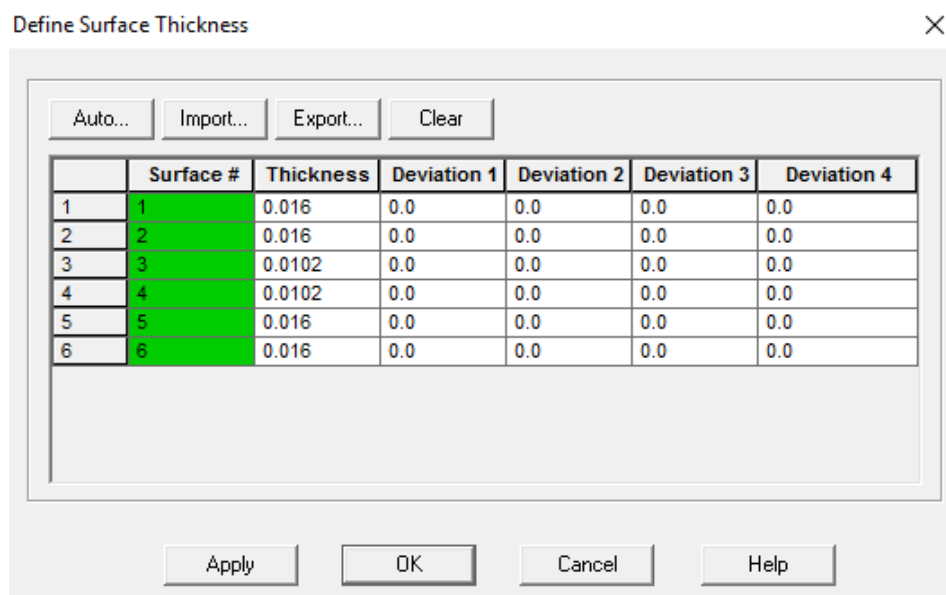 Define Surface Thickness
Auto... Import... Export... Clear
Surface # Thickness Deviation 1 Deviation 2 Deviation 3 Deviation 4
1 1 0.016 0.0 0.0 0.0 0.0
2 2 0.016 0.0 0.0 0.0 0.0
3 3 0.0102 0.0 0.0 0.0 0.0
4 4 0.0102 0.0 0.0 0.0 0.0
5 5 0.016 0.0 0.0 0.0 0.0
6 6 0.016 0.0 0.0 0.0 0.0
Apply OK Cancel Help